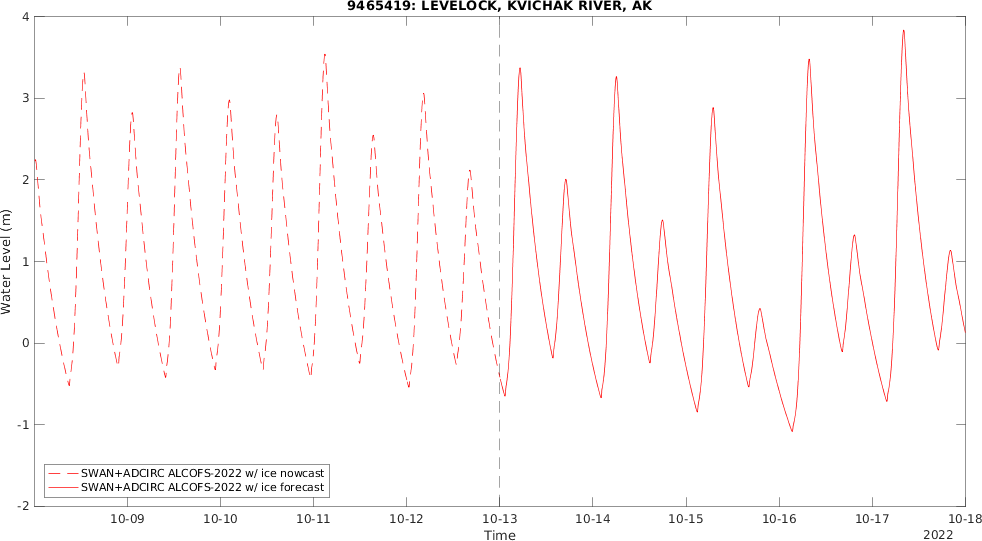 9465419: LEVELOCK, KVICHAK RIVER, AK
4
3
2
1
0
-1
-2
Water Level (m)
SWAN+ADCIRC ALCOFS-2022 w/ ice nowcast
SWAN+ADCIRC ALCOFS-2022 w/ ice forecast
10-09 10-10 10-11 10-12 10-13 10-14 10-15 10-16 10-17 10-18
Time
2022